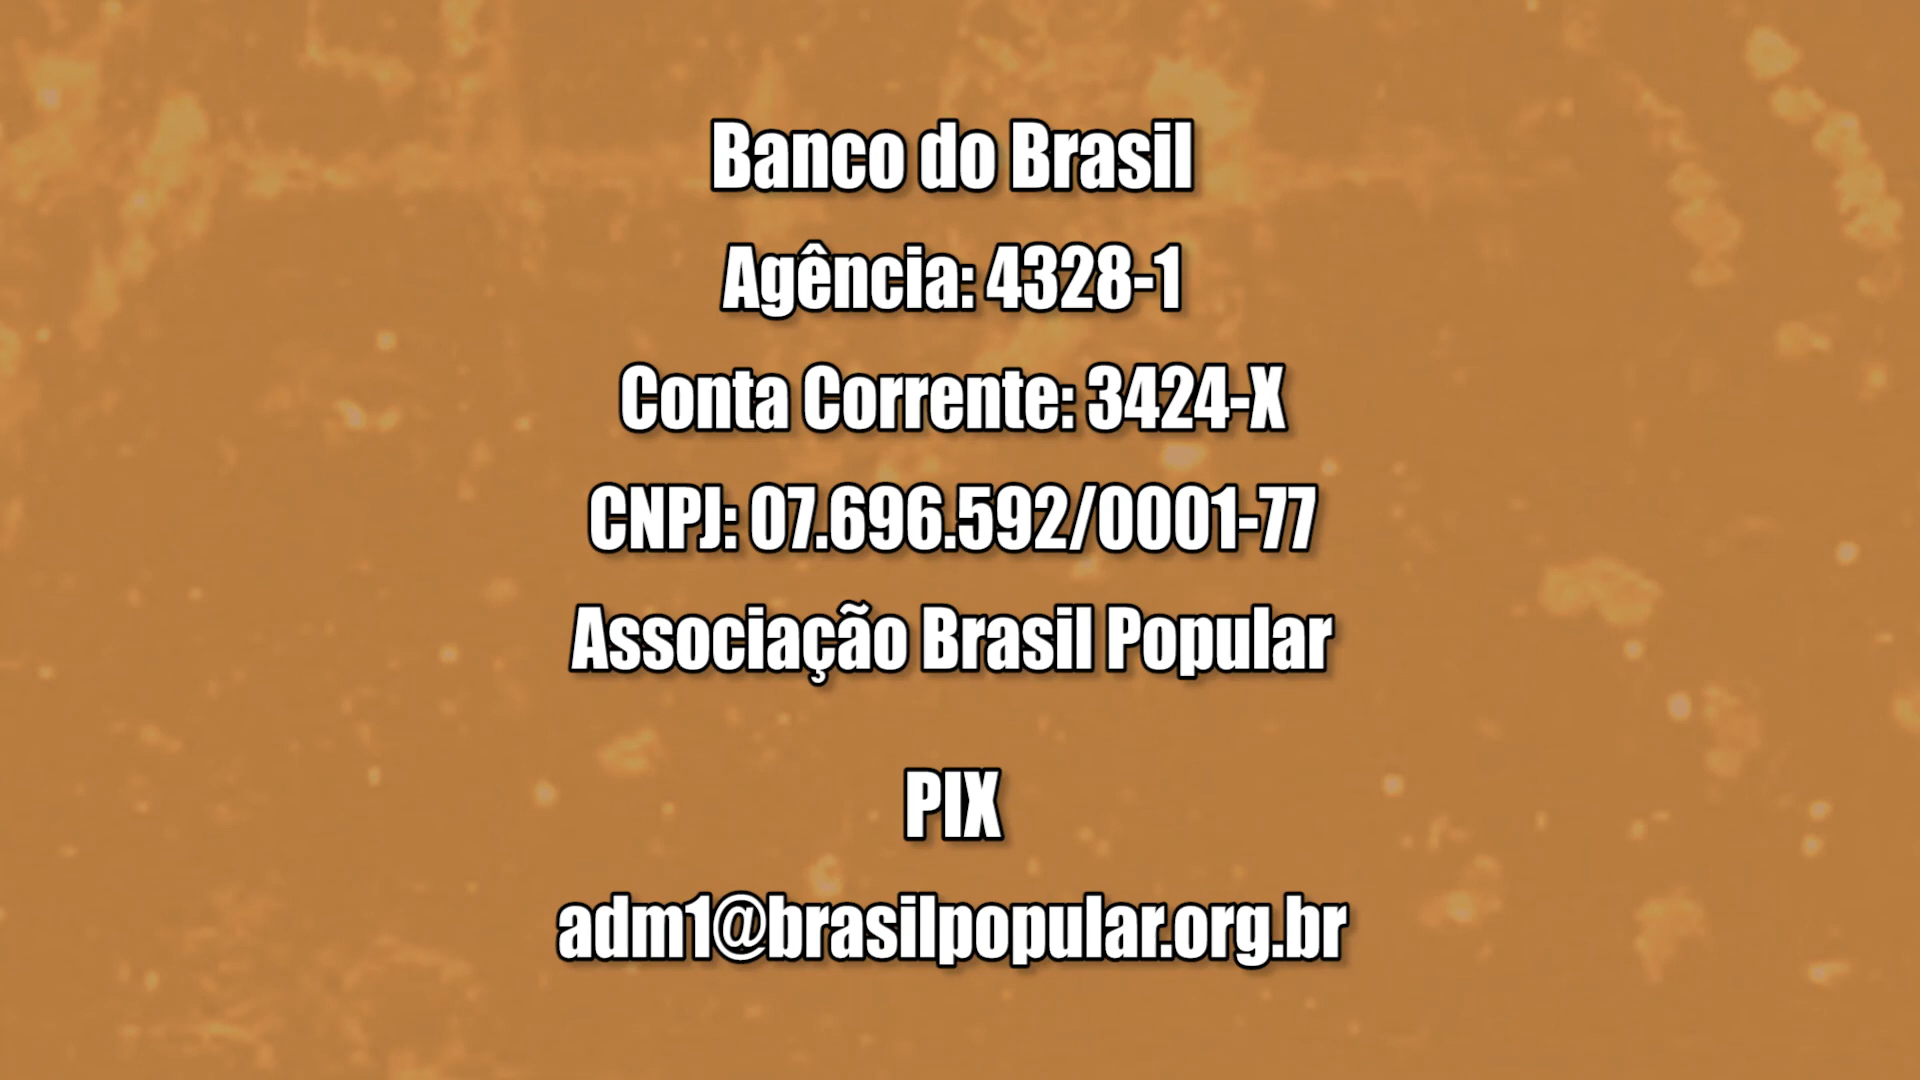 Banco do Brasil
Agência: 4328-1
Conta Corrente: 3424-X
CNPJ: 07.696.592/0001-77
Associação Brasil Popular
PIX
adm1@brasilpopular.org.br